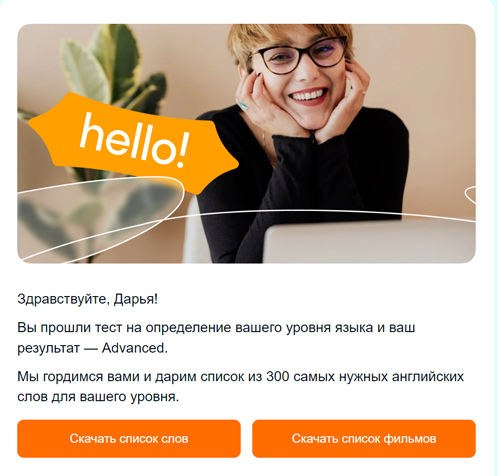 hello!
Здравствуйте, Дарья!
Вы прошли тест на определение вашего уровня языка и ваш
результат — Advanced.
Мы гордимся вами и дарим список из 300 самых нужных английских
слов для вашего уровня.
Скачать список слов
Скачать список фильмов